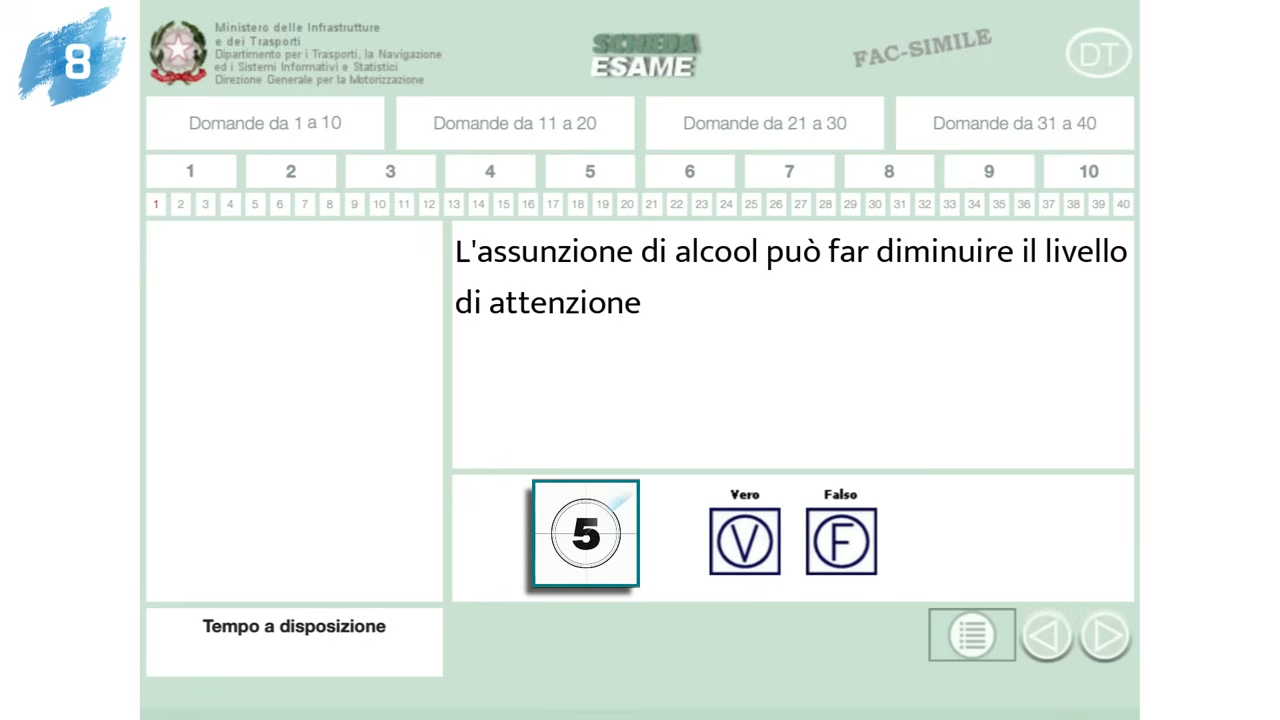 8
Ministero delle Infrastrutture
e dei Trasporti
Dipartimento per i Trasporti, la Navigazione
ed i Sistemi Informativi e Statistici
Direzione Generale per la Motorizzazione
SCHEDA
ESAME
FAC-SIMILE
DT
Domande da 1 a 10
Domande da 11 a 20
Domande da 21 a 30
Domande da 31 a 40
1 2 3 4 5 6 7 8 9 10
1 2 3 4 5 6 7 8 9 10 11 12 13 14 15 16 17 18 19 20 21 22 23 24 25 26 27 28 29 30 31 32 33 34 35 36 37 38 39 40
L'assunzione di alcool può far diminuire il livello
di attenzione
5
Vero
Falso
V
F
Tempo a disposizione